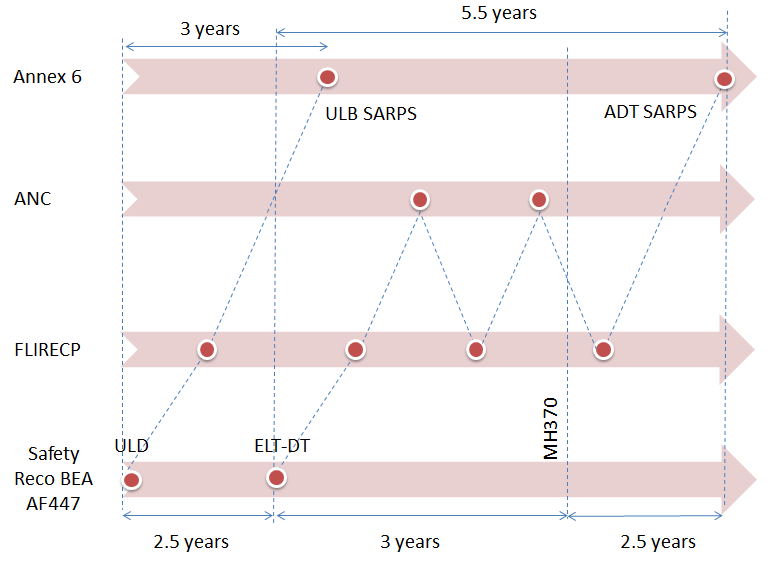 5.5 years
3 years
Annex 6
ULB SARPS
ADT SARPS
ANC
FLIRECP
MH370
ULD
ELT-DT
Safety
Reco BEA
AF447
2.5 years
3 years
2.5 years